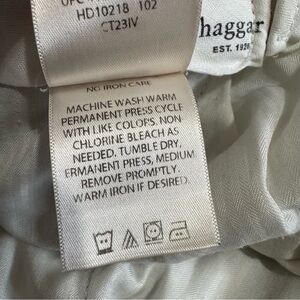 HD10218 102
CT23IV
haggar
EST. 1926
NO IRON CARE
MACHINE WASH WARM
PERMANENT PRESS CYCLE
WITH LIKE COLORS. NON
CHLORINE BLEACH AS
NEEDED. TUMBLE DRY,
ERMANENT PRESS, MEDIUM
REMOVE PROMPTLY.
WARM IRON IF DESIRED.